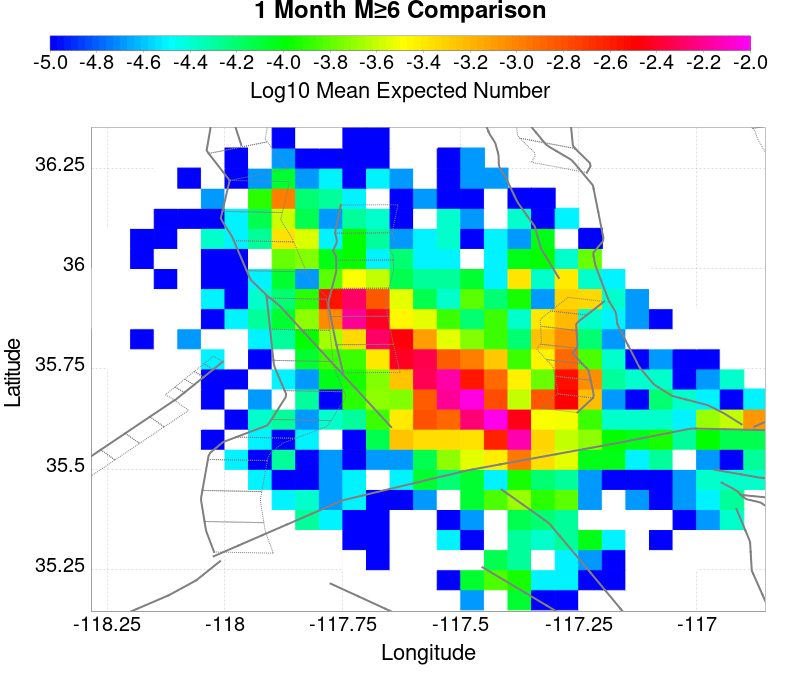 1 Month M≥6 Comparison
-5.0 -4.8 -4.6 -4.4 -4.2 -4.0 -3.8 -3.6 -3.4 -3.2 -3.0 -2.8 -2.6 -2.4 -2.2 -2.0
Log10 Mean Expected Number
36.25
36
35.75
35.5
35.25
Latitude
-118.25 -118 -117.75 -117.5 -117.25 -117
Longitude